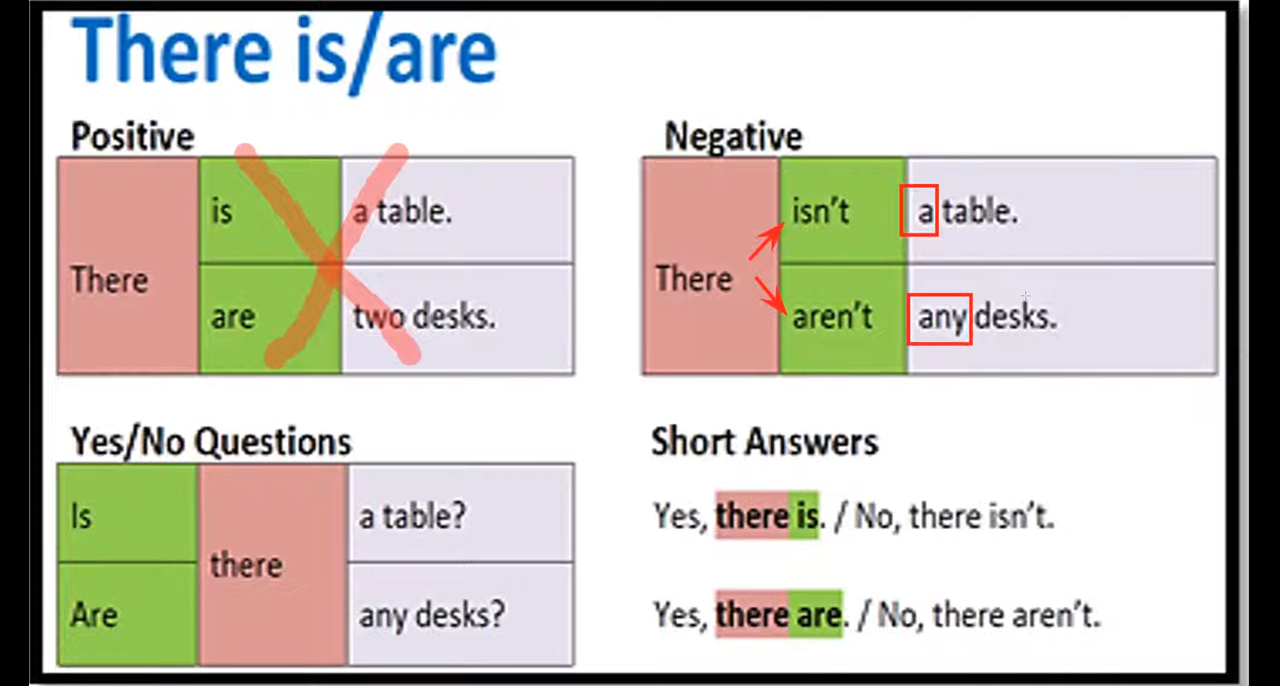 There is/are
Positive
There
is
a table.
are
two desks.
Negative
There
isn't
a table.
aren't
any desks.
Yes/No Questions
Is
there
a table?
Are
any desks?
Short Answers
Yes, there is. / No, there isn't.
Yes, there are. / No, there aren't.